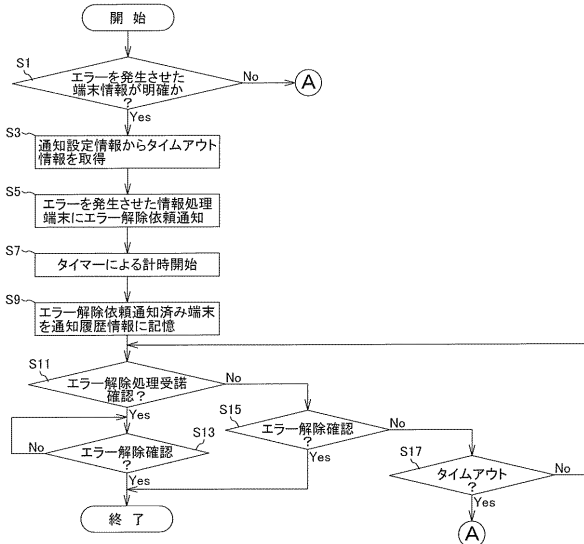 開 始
S1
エラーを発生させた
端末情報が明確か
?
No
A
Yes
S3
通知設定情報からタイムアウト
情報を取得
S5
エラーを発生させた情報処理
端末にエラー解除依頼通知
S7
タイマーによる計時開始
S9
エラー解除依頼通知済み端末
を通知履歴情報に記憶
S11
エラー解除処理受諾
確認?
No
Yes
S15
エラー解除確認
?
No
Yes
S13
エラー解除確認
?
No
Yes
S17
タイムアウト
?
No
Yes
終 了
A